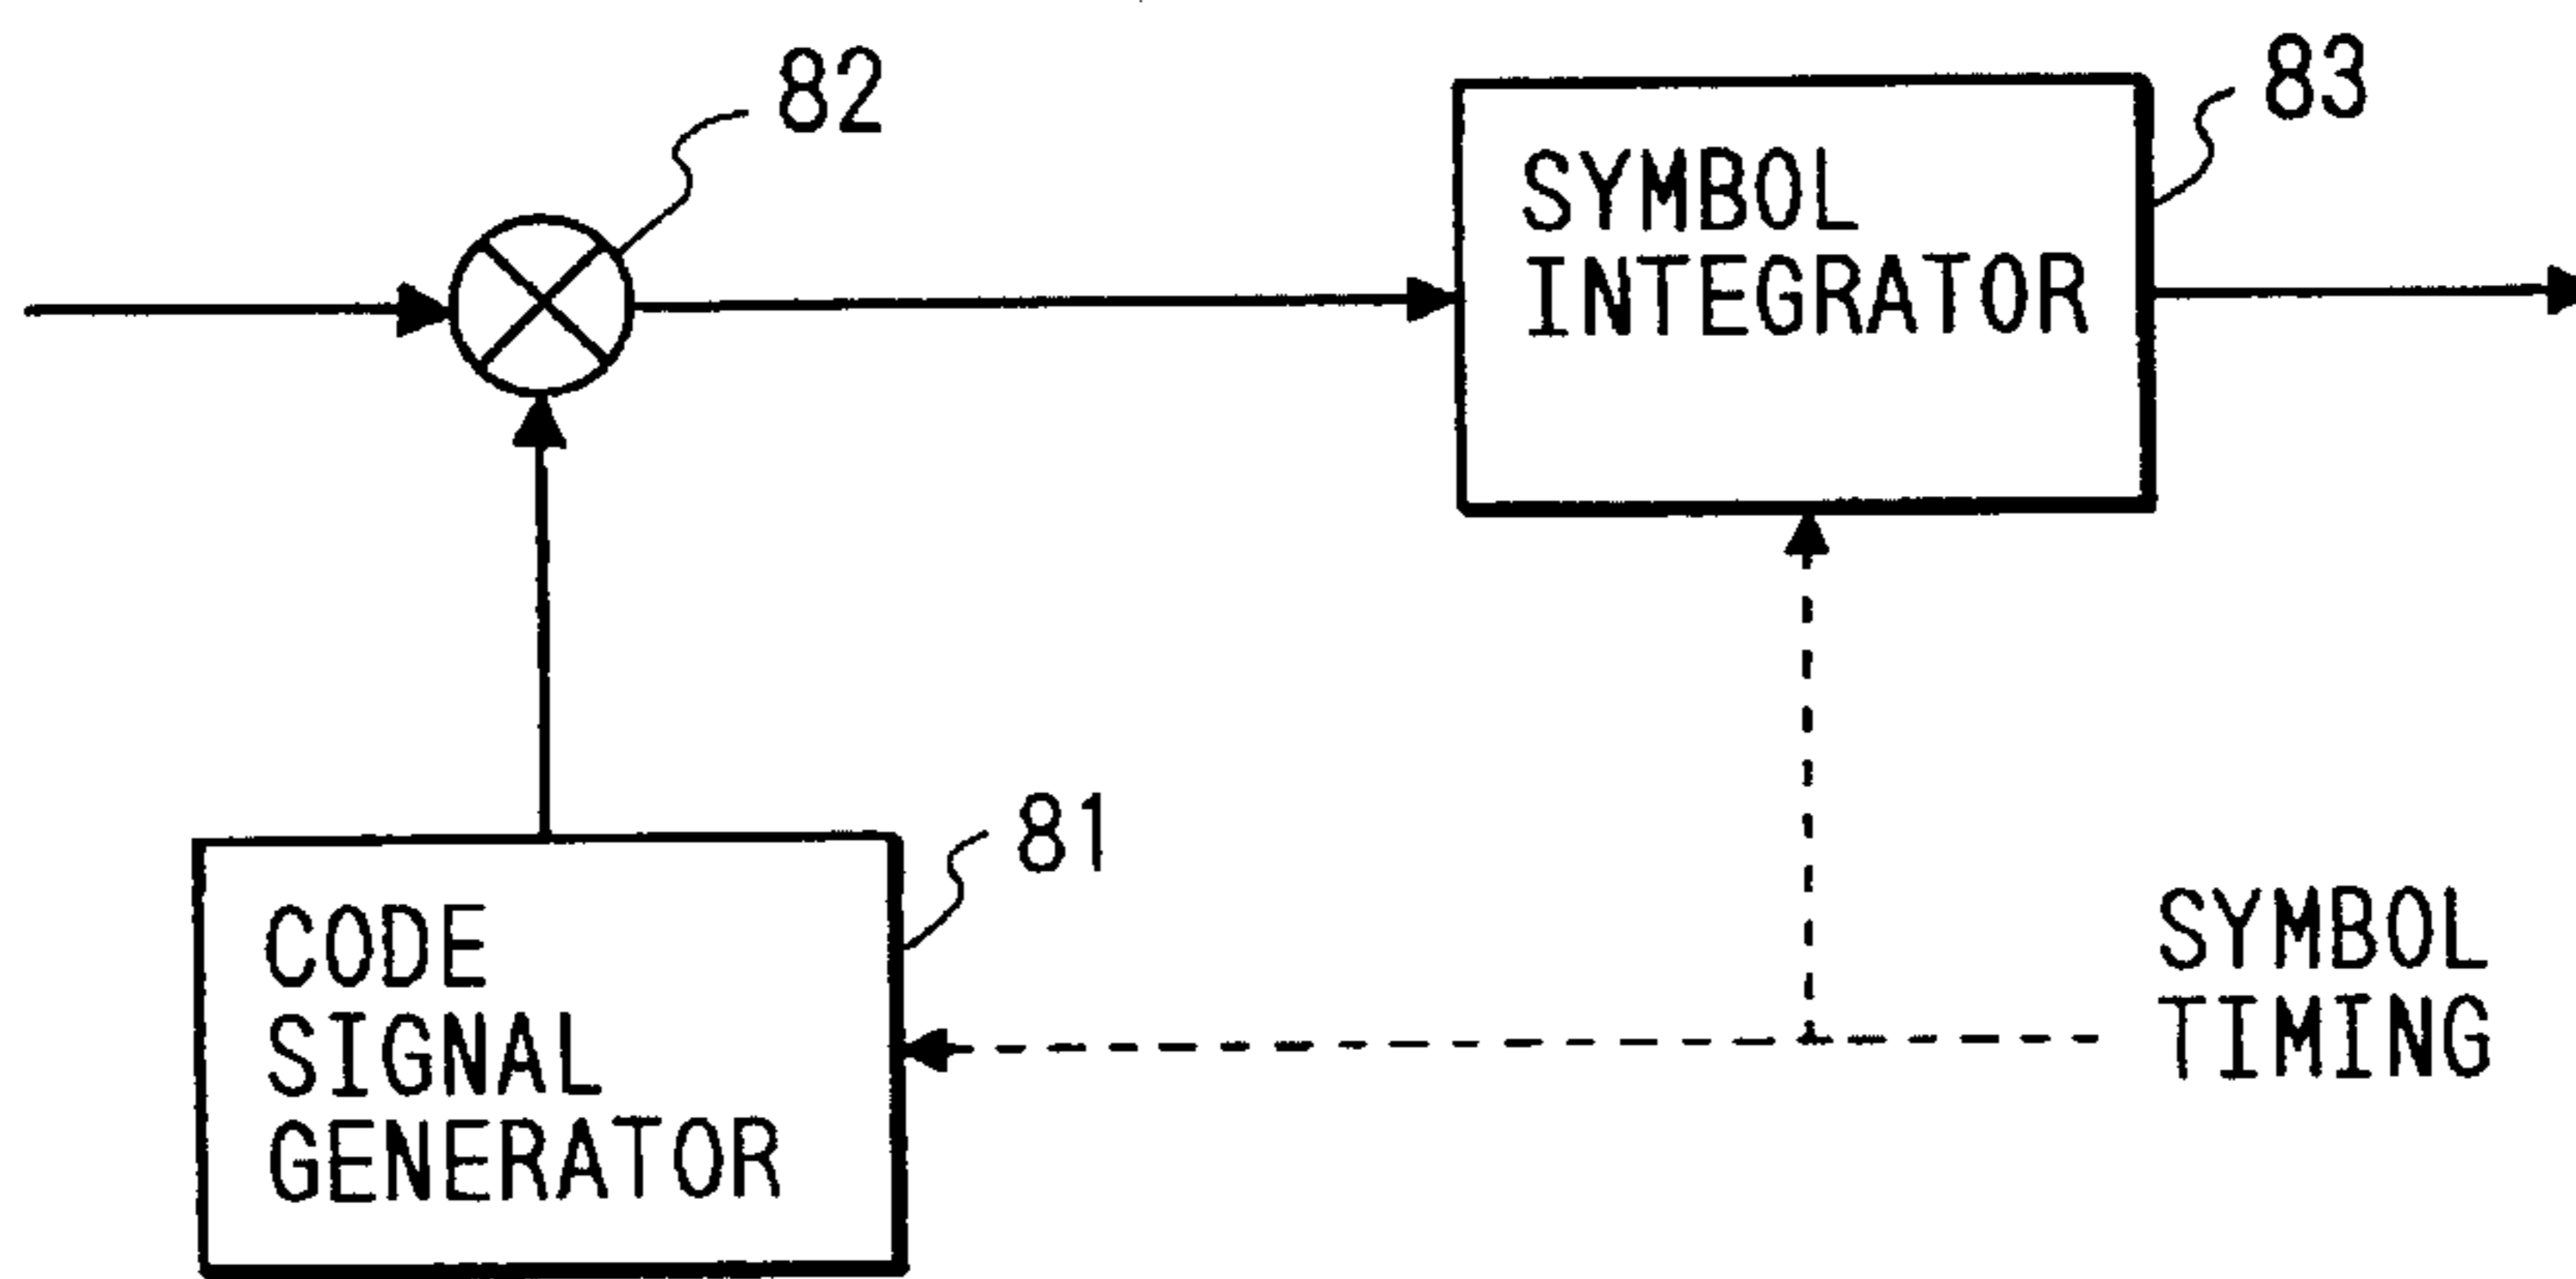 82
83
SYMBOL
INTEGRATOR
81
CODE
SIGNAL
GENERATOR
SYMBOL
TIMING